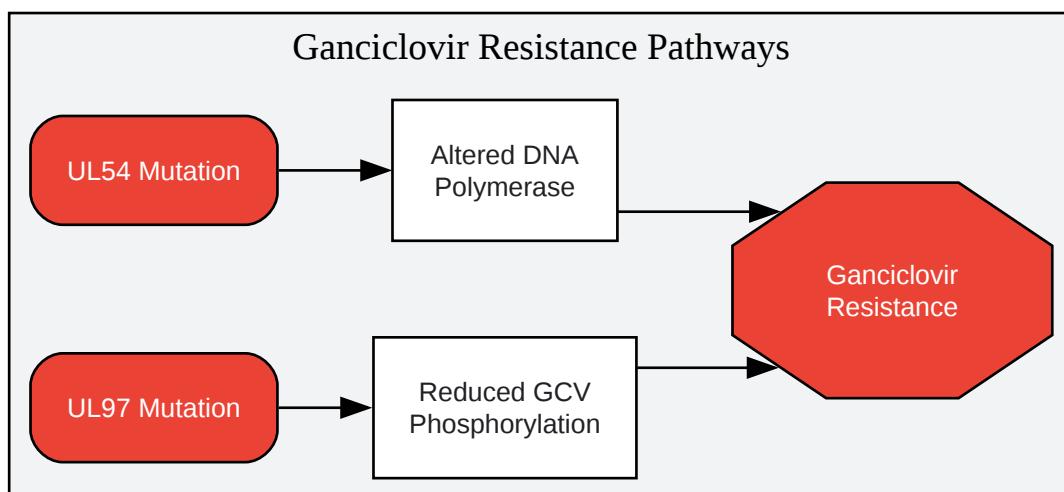 Ganciclovir Resistance Pathways
UL54 Mutation
Altered DNA
Polymerase
Ganciclovir
Resistance
UL97 Mutation
Reduced GCV
Phosphorylation